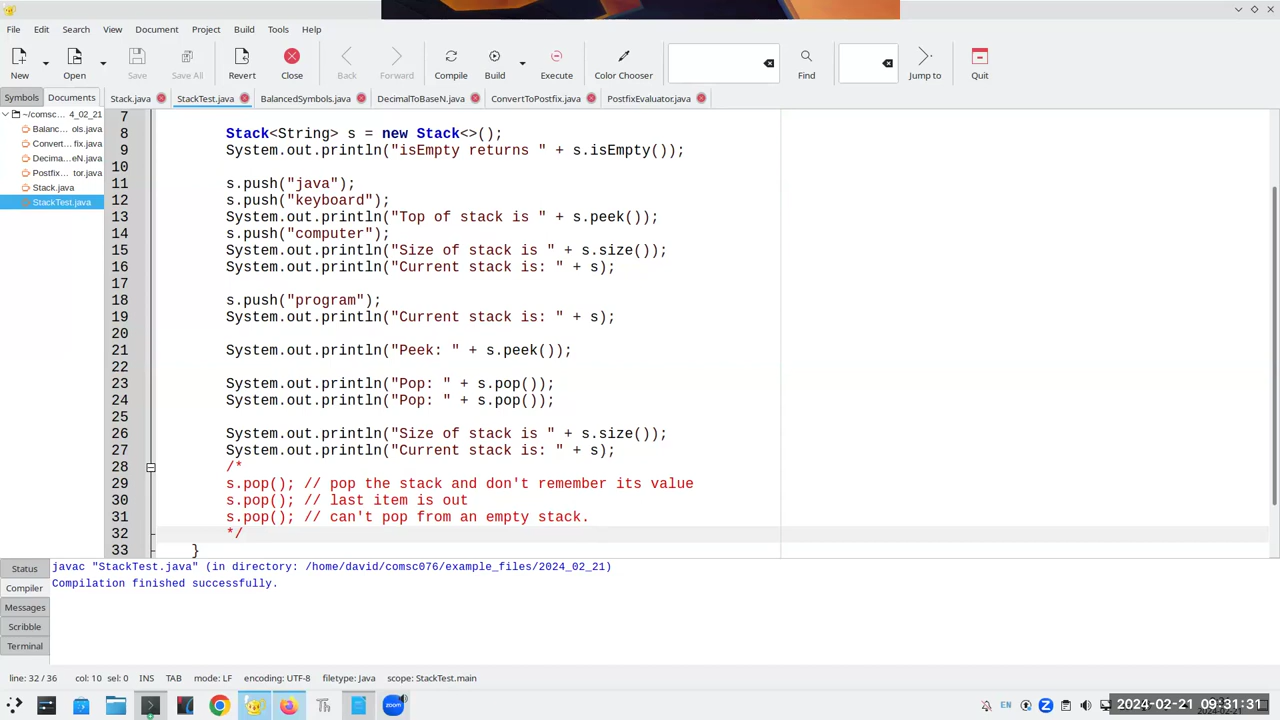 File Edit Search View Document Project Build Tools Help
New Open Save Save All Revert Close Back Forward Compile Build Execute Color Chooser Find Jump to Quit
Symbols Documents Stack.java StackTest.java BalancedSymbols.java DecimalToBaseN.java ConvertToPostfix.java PostfixEvaluator.java
~/comsc... 4_02_21
Balanc... ols.java
Convert... fix.java
Decima...eN.java
Postfix... tor.java
Stack.java
StackTest.java
7
8 Stack<String> s = new Stack<>();
9 System.out.println("isEmpty returns " + s.isEmpty());
10
11 s.push("java");
12 s.push("keyboard");
13 System.out.println("Top of stack is " + s.peek());
14 s.push("computer");
15 System.out.println("Size of stack is " + s.size());
16 System.out.println("Current stack is: " + s);
17
18 s.push("program");
19 System.out.println("Current stack is: " + s);
20
21 System.out.println("Peek: " + s.peek());
22
23 System.out.println("Pop: " + s.pop());
24 System.out.println("Pop: " + s.pop());
25
26 System.out.println("Size of stack is " + s.size());
27 System.out.println("Current stack is: " + s);
28 /*
29 s.pop(); // pop the stack and don't remember its value
30 s.pop(); // last item is out
31 s.pop(); // can't pop from an empty stack.
32 */
33 }
Status
Compiler
Messages
Scribble
Terminal
javac "StackTest.java" (in directory: /home/david/comsc076/example_files/2024_02_21)
Compilation finished successfully.
line: 32 / 36 col: 10 sel: 0 INS TAB mode: LF encoding: UTF-8 filetype: Java scope: StackTest.main
Th zoom EN Z 2024-02-21 09:31:31